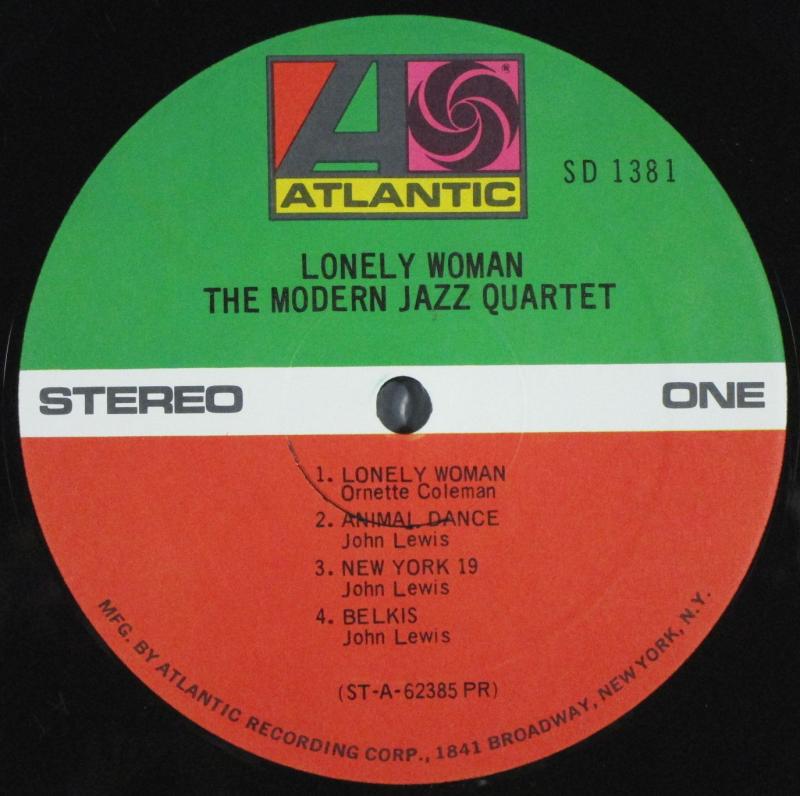 ®
ATLANTIC
SD 1381
LONELY WOMAN
THE MODERN JAZZ QUARTET
STEREO
ONE
1. LONELY WOMAN
Ornette Coleman
2. ANIMAL DANCE
John Lewis
3. NEW YORK 19
John Lewis
4. BELKIS
John Lewis
(ST-A-62385 PR)
MFG. BY ATLANTIC RECORDING CORP., 1841 BROADWAY, NEW YORK, N.Y.